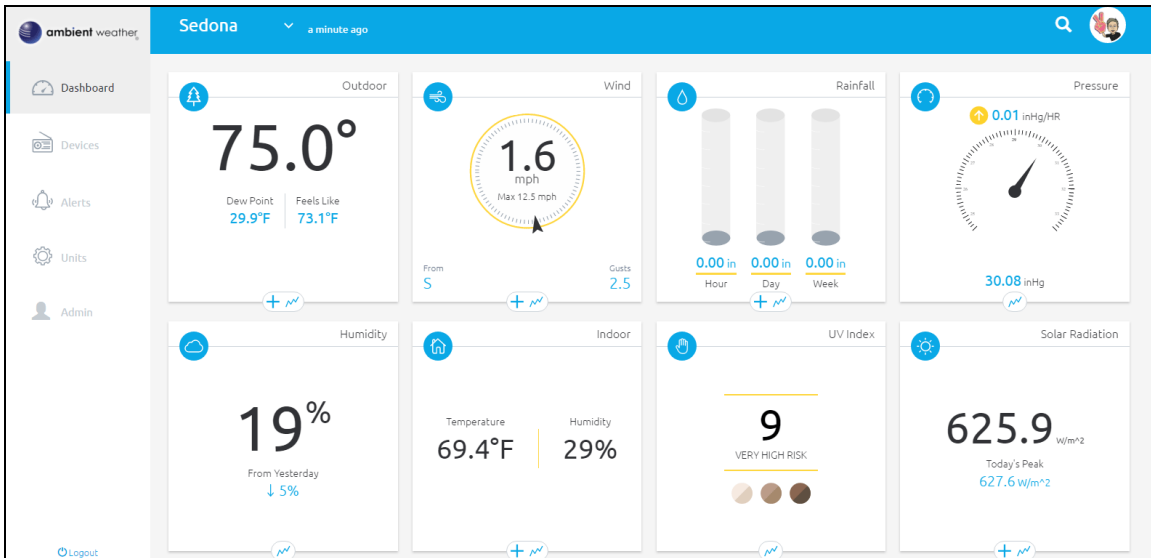 ambient weather
Sedona
a minute ago
Dashboard
Devices
Alerts
Units
Admin
Logout
Outdoor
75.0°
Dew Point
Feels Like
29.9°F
73.1°F
Wind
1.6
mph
Max 12.5 mph
From
Gusts
S
2.5
Rainfall
0.00 in
0.00 in
0.00 in
Hour
Day
Week
Pressure
0.01 inHg/HR
30.08 inHg
Humidity
19%
From Yesterday
↓ 5%
Indoor
Temperature
Humidity
69.4°F
29%
UV Index
9
VERY HIGH RISK
Solar Radiation
625.9 W/m^2
Today's Peak
627.6 W/m^2